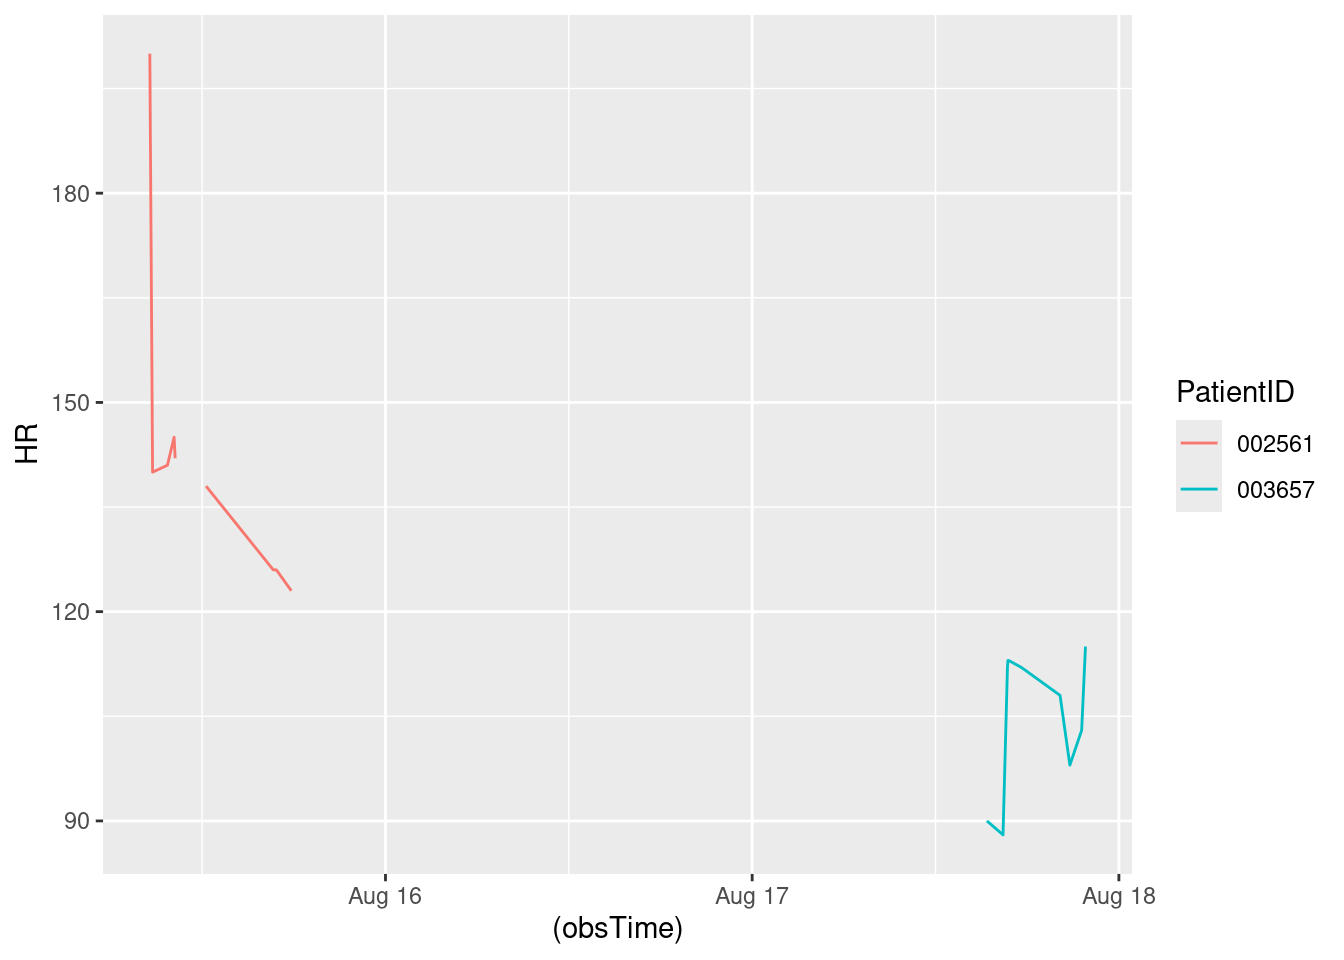 180
150
120
90
HR
Aug 16
Aug 17
Aug 18
(obsTime)
PatientID
002561
003657